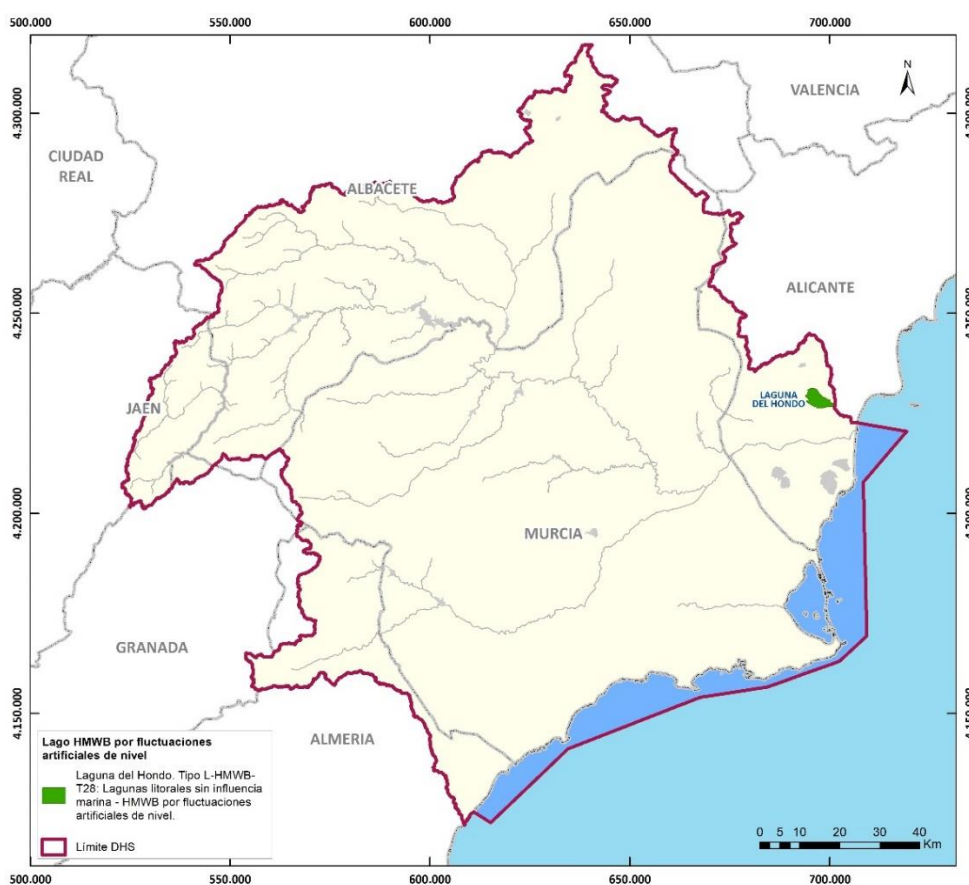 500.000
550.000
600.000
650.000
700.000
N
VALENCIA
4.300.000
4.300.000
CIUDAD
REAL
ALBACETE
ALICANTE
4.250.000
4.250.000
LAGUNA
DEL HONDO
JAEN
4.200.000
4.200.000
MURCIA
GRANADA
4.150.000
4.150.000
ALMERIA
Lago HMWB por fluctuaciones
artificiales de nivel
Laguna del Hondo. Tipo L-HMWB-
T28: Lagunas litorales sin influencia
marina - HMWB por fluctuaciones
artificiales de nivel.
Límite DHS
0 5 10 20 30 40
Km
500.000
550.000
600.000
650.000
700.000